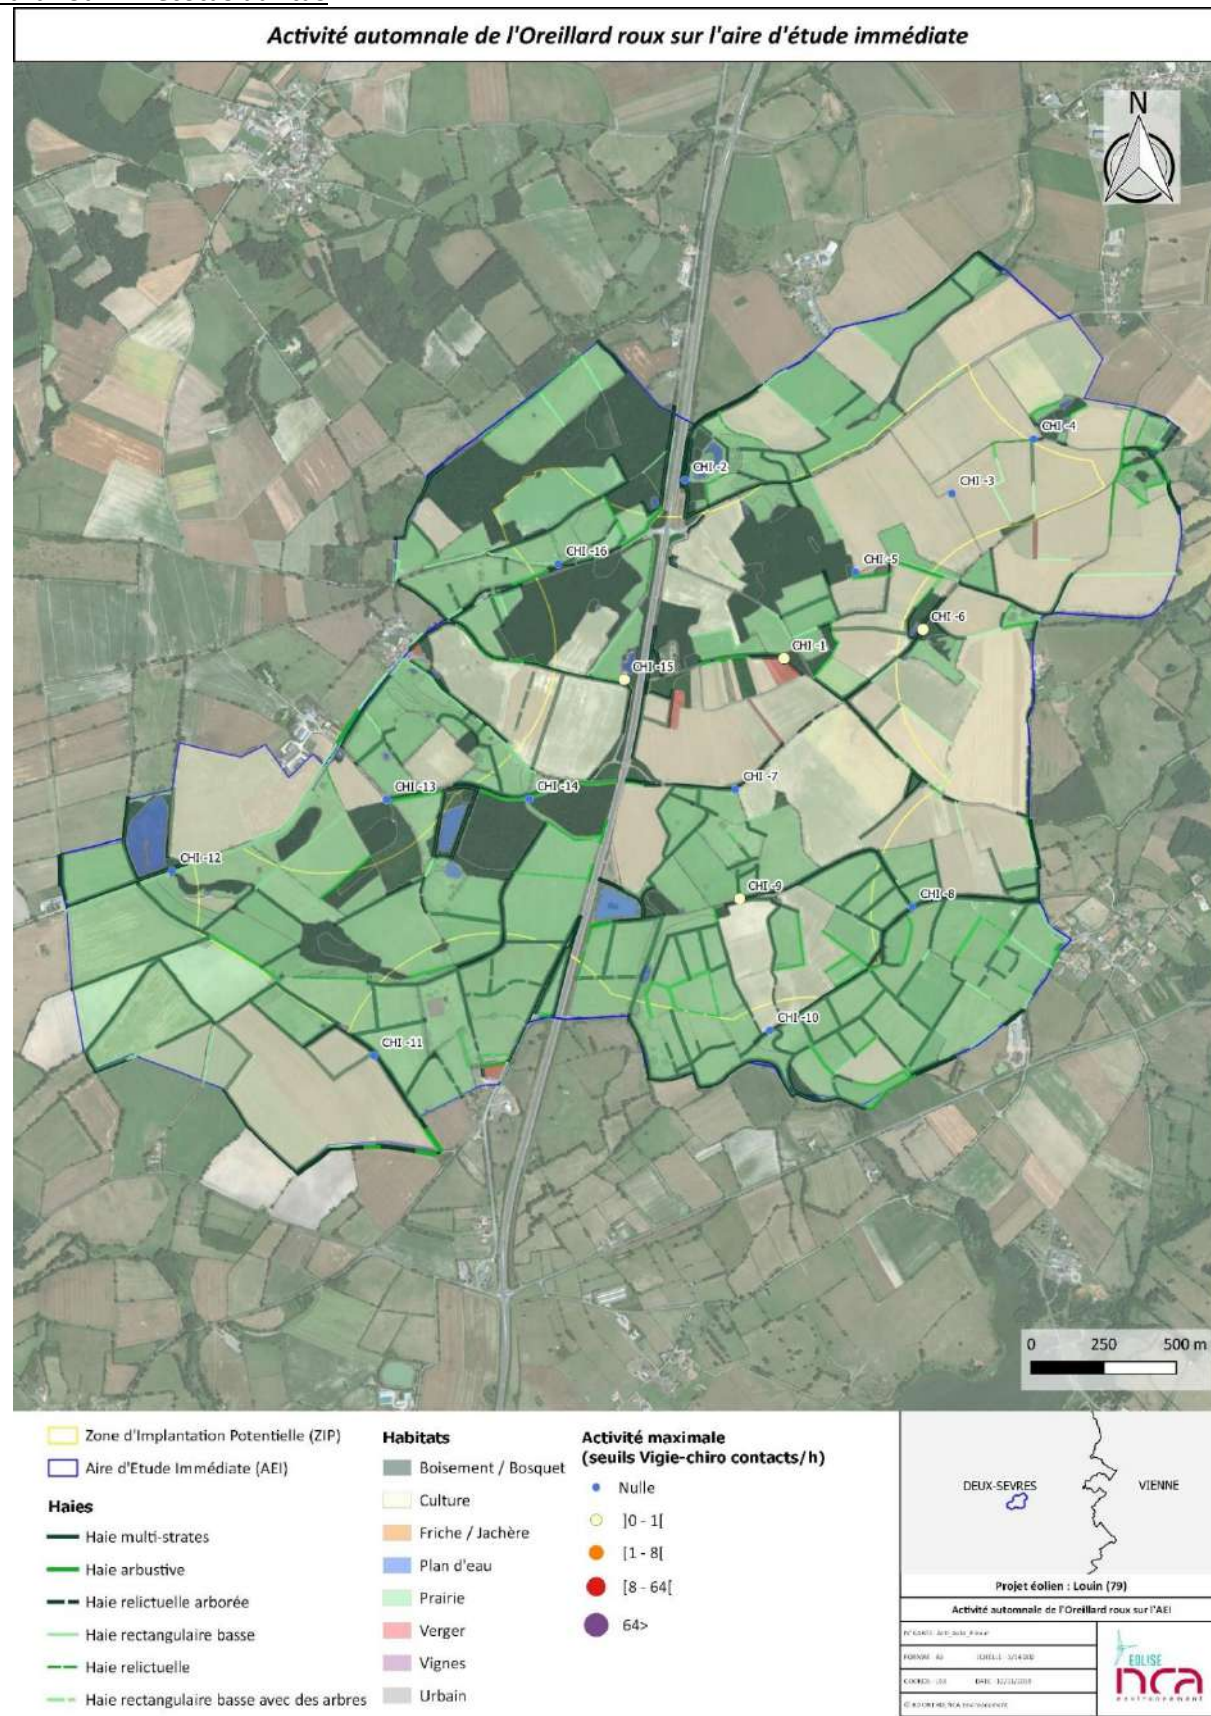 Activité automnale de l'Oreillard roux sur l'aire d'étude immédiate
N
CHI -4
CHI -2
CHI -3
CHI -16
CHI -5
CHI -6
CHI -1
CHI -15
CHI -7
CHI -13
CHI -14
CHI -12
CHI -9
CHI -8
CHI -10
CHI -11
0 250 500 m
Zone d'Implantation Potentielle (ZIP)
Aire d'Etude Immédiate (AEI)
Haies
Haie multi-strates
Haie arbustive
Haie relictuelle arborée
Haie rectangulaire basse
Haie relictuelle
Haie rectangulaire basse avec des arbres
Habitats
Boisement / Bosquet
Culture
Friche / Jachère
Plan d'eau
Prairie
Verger
Vignes
Urbain
Activité maximale
(seuils Vigie-chiro contacts/h)
Nulle
]0 - 1[
[1 - 8[
[8 - 64[
64>
DEUX-SEVRES
VIENNE
Projet éolien : Louin (79)
Activité automnale de l'Oreillard roux sur l'AEI
EOLISE
nca
environnement